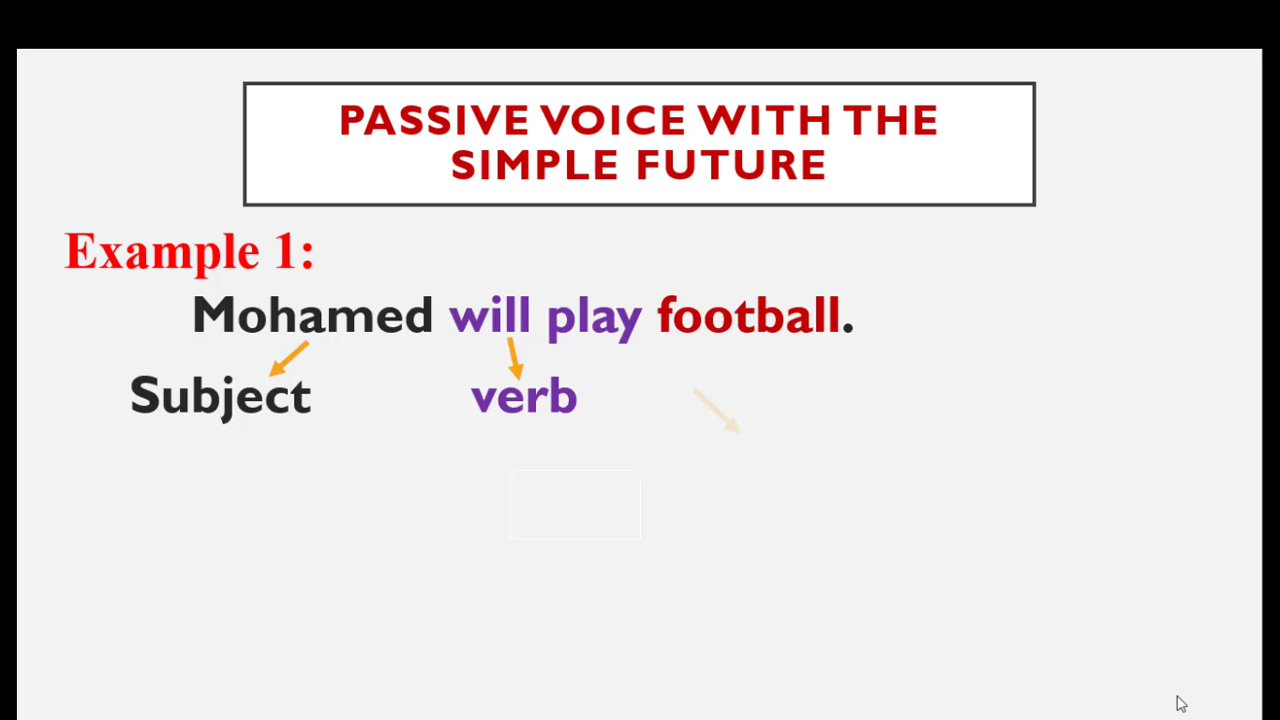 PASSIVE VOICE WITH THE
SIMPLE FUTURE
Example 1:
Mohamed will play football.
Subject verb